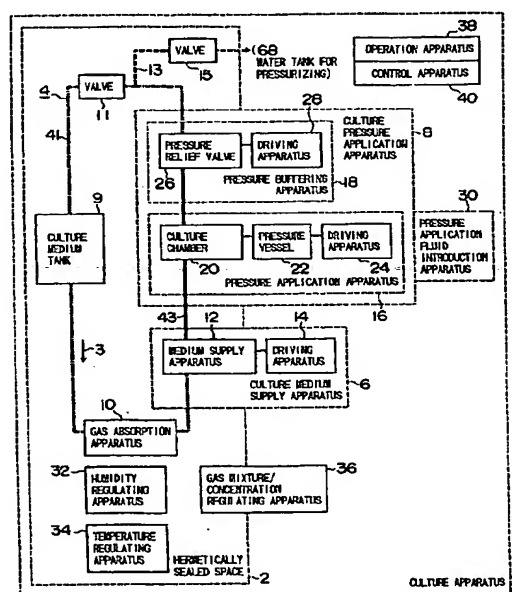 VALVE
15
(68
WATER TANK FOR
PRESSURIZING)
13
38
OPERATION APPARATUS
CONTROL APPARATUS
40
4
VALVE
11
41
28
CULTURE
PRESSURE
APPLICATION
APPARATUS
8
PRESSURE
RELIEF VALVE
26
DRIVING
APPARATUS
PRESSURE BUFFERING
APPARATUS
18
9
CULTURE
MEDIUM
TANK
30
PRESSURE
APPLICATION
FLUID
INTRODUCTION
APPARATUS
CULTURE
CHAMBER
20
PRESSURE
VESSEL
22
DRIVING
APPARATUS
24
PRESSURE APPLICATION APPARATUS
16
43
12
14
3
MEDIUM SUPPLY
APPARATUS
DRIVING
APPARATUS
CULTURE MEDIUM
SUPPLY APPARATUS
6
10
GAS ABSORPTION
APPARATUS
32
HUMIDITY
REGULATING
APPARATUS
36
GAS MIXTURE/
CONCENTRATION
REGULATING APPARATUS
34
TEMPERATURE
REGULATING
APPARATUS
HERMETICALLY
SEALED SPACE
2
CULTURE APPARATUS